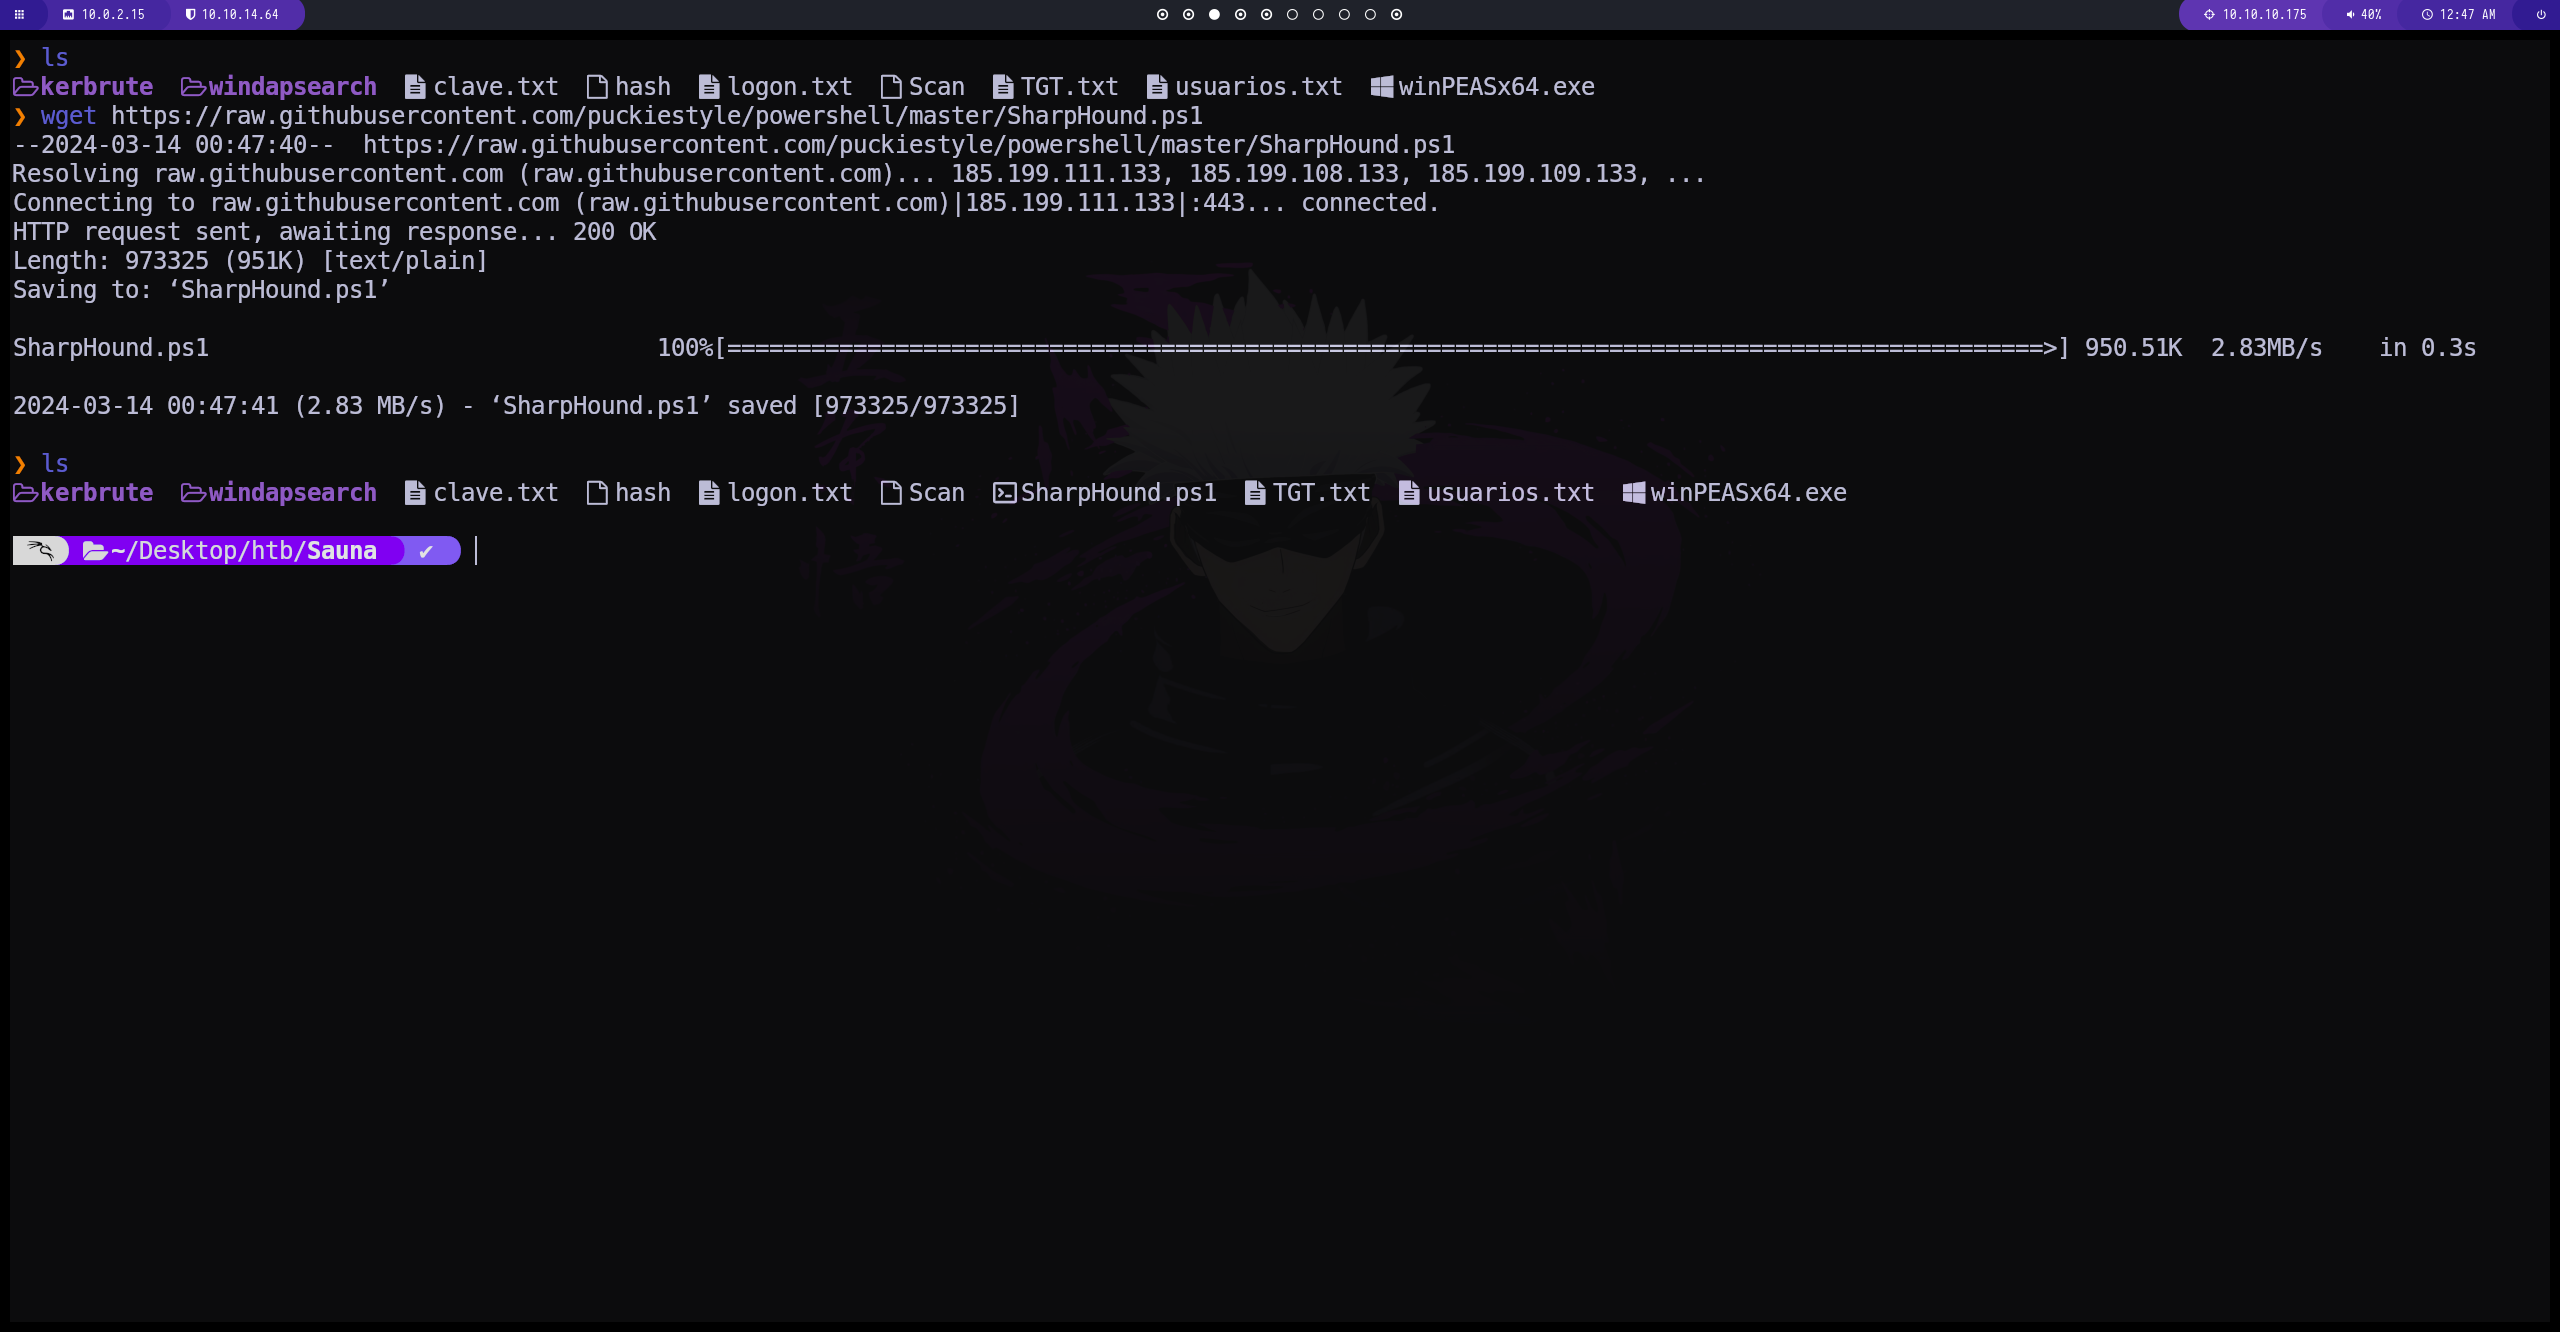 10.0.2.15 10.10.14.64 10.10.10.175 40% 12:47 AM
❯ ls
kerbrute windapsearch clave.txt hash logon.txt Scan TGT.txt usuarios.txt winPEASx64.exe
❯ wget https://raw.githubusercontent.com/puckiestyle/powershell/master/SharpHound.ps1
--2024-03-14 00:47:40-- https://raw.githubusercontent.com/puckiestyle/powershell/master/SharpHound.ps1
Resolving raw.githubusercontent.com (raw.githubusercontent.com)... 185.199.111.133, 185.199.108.133, 185.199.109.133, ...
Connecting to raw.githubusercontent.com (raw.githubusercontent.com)|185.199.111.133|:443... connected.
HTTP request sent, awaiting response... 200 OK
Length: 973325 (951K) [text/plain]
Saving to: ‘SharpHound.ps1’
SharpHound.ps1 100%[==============================================================================================>] 950.51K 2.83MB/s in 0.3s
2024-03-14 00:47:41 (2.83 MB/s) - ‘SharpHound.ps1’ saved [973325/973325]
❯ ls
kerbrute windapsearch clave.txt hash logon.txt Scan SharpHound.ps1 TGT.txt usuarios.txt winPEASx64.exe
~/Desktop/htb/Sauna ✔